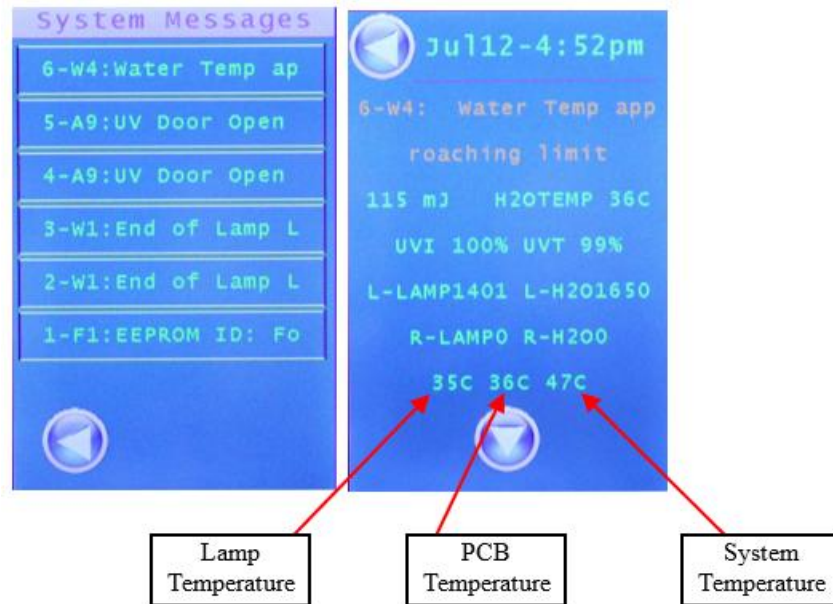 System Messages
6-W4:Water Temp ap
5-A9:UV Door Open
4-A9:UV Door Open
3-W1:End of Lamp L
2-W1:End of Lamp L
1-F1:EEPROM ID: Fo
Jul12-4:52pm
6-W4: Water Temp app
roaching limit
115 mJ H2OTEMP 36C
UVI 100% UVT 99%
L-LAMP1401 L-H2O1650
R-LAMP0 R-H2O0
35C 36C 47C
Lamp
Temperature
PCB
Temperature
System
Temperature